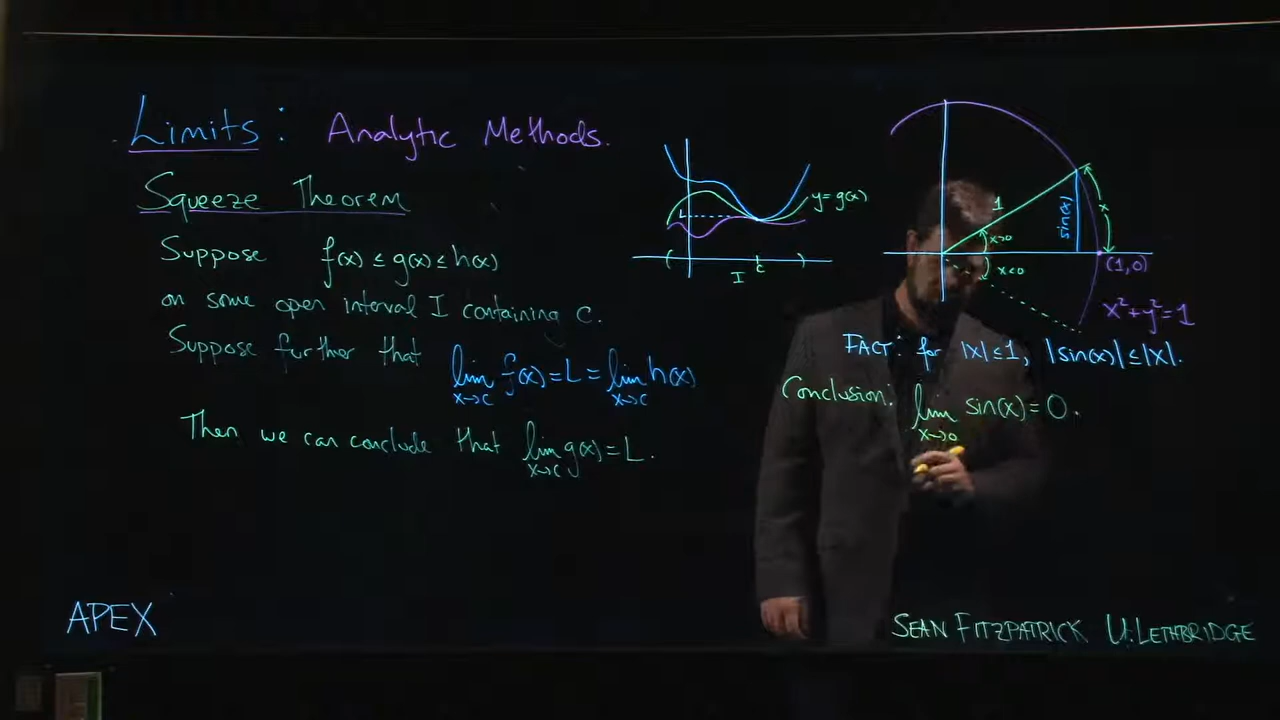 Limits: Analytic Methods.
Squeeze Theorem
Suppose f(x) ≤ g(x) ≤ h(x)
on some open interval I containing c.
Suppose further that lim x→c f(x) = L = lim x→c h(x)
Then we can conclude that lim x→c g(x) = L.
y=g(x)
L
I
c
1
sin(x)
x
x>0
x<0
(1,0)
x²+y²=1
FACT: for |x| ≤ 1, |sin(x)| ≤ |x|.
Conclusion: lim x→0 sin(x) = 0.
APEX
SEAN FITZPATRICK U. LETHBRIDGE